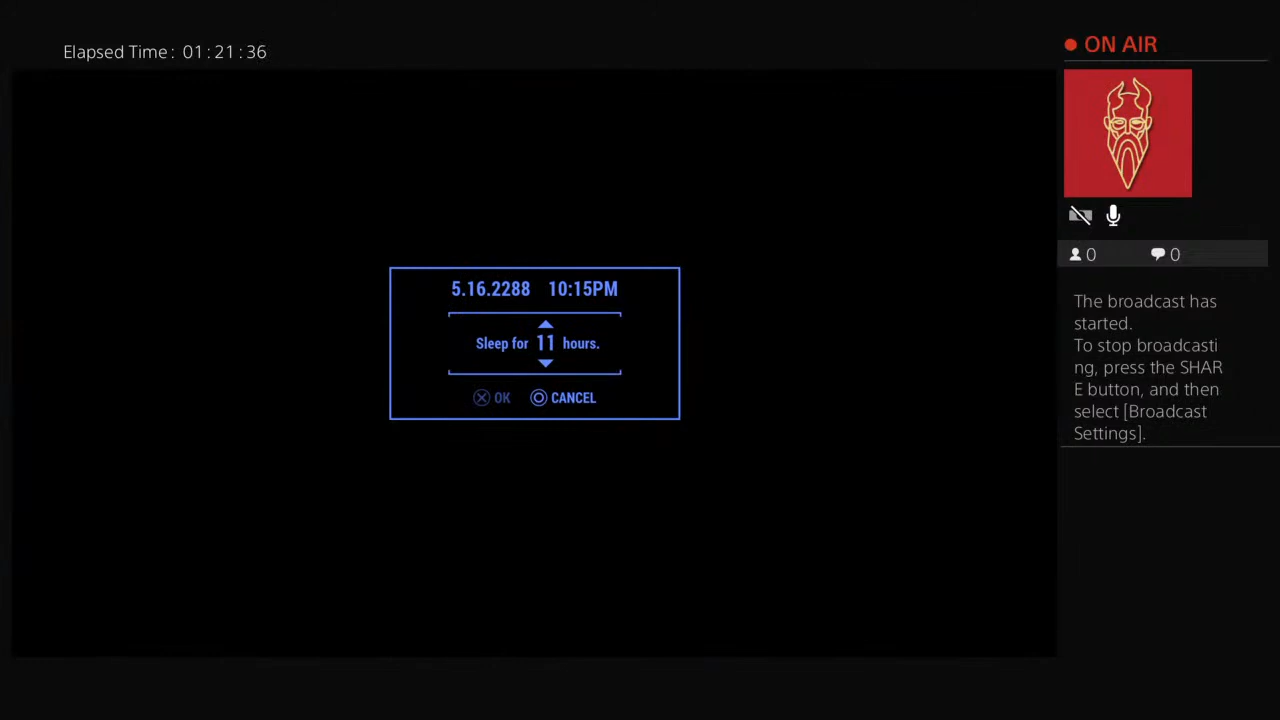 Elapsed Time: 01:21:36
ON AIR
0 0
5.16.2288 10:15PM
Sleep for 11 hours.
OK CANCEL
The broadcast has
started.
To stop broadcasti
ng, press the SHAR
E button, and then
select [Broadcast
Settings].